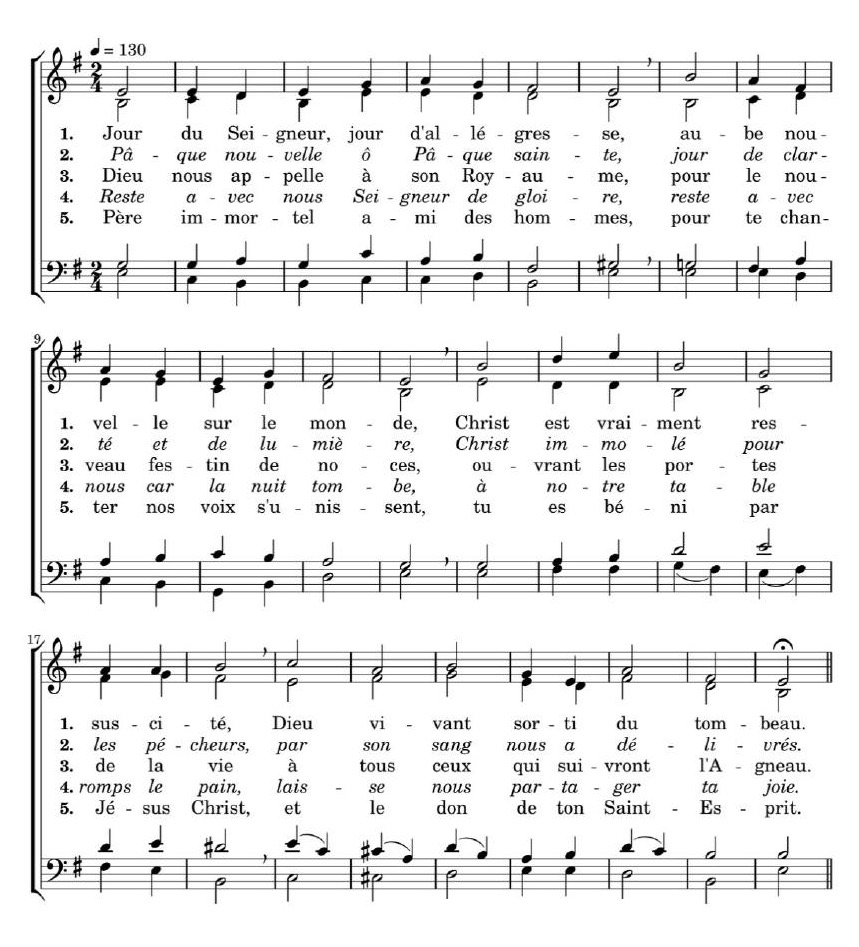 ♩ = 130
1. Jour du Sei - gneur, jour d'al - lé - gres - se, au - be nou-
2. Pâ - que nou - velle ô Pâ - que sain - te, jour de clar-
3. Dieu nous ap - pelle à son Roy - au - me, pour le nou-
4. Reste a - vec nous Sei - gneur de gloi - re, reste a - vec
5. Père im - mor - tel a - mi des hom - mes, pour te chan-
9
1. vel - le sur le mon - de, Christ est vrai - ment res -
2. té et de lu - miè - re, Christ im - mo - lé pour
3. veau fes - tin de no - ces, ou - vrant les por - tes
4. nous car la nuit tom - be, à no - tre ta - ble
5. ter nos voix s'u - nis - sent, tu es bé - ni par
17
1. sus - ci - té, Dieu vi - vant sor - ti du tom - beau.
2. les pé - cheurs, par son sang nous a dé - li - vrés.
3. de la vie à tous ceux qui sui - vront l'A - gneau.
4. romps le pain, lais - se nous par - ta - ger ta joie.
5. Jé - sus Christ, et le don de ton Saint - Es - prit.